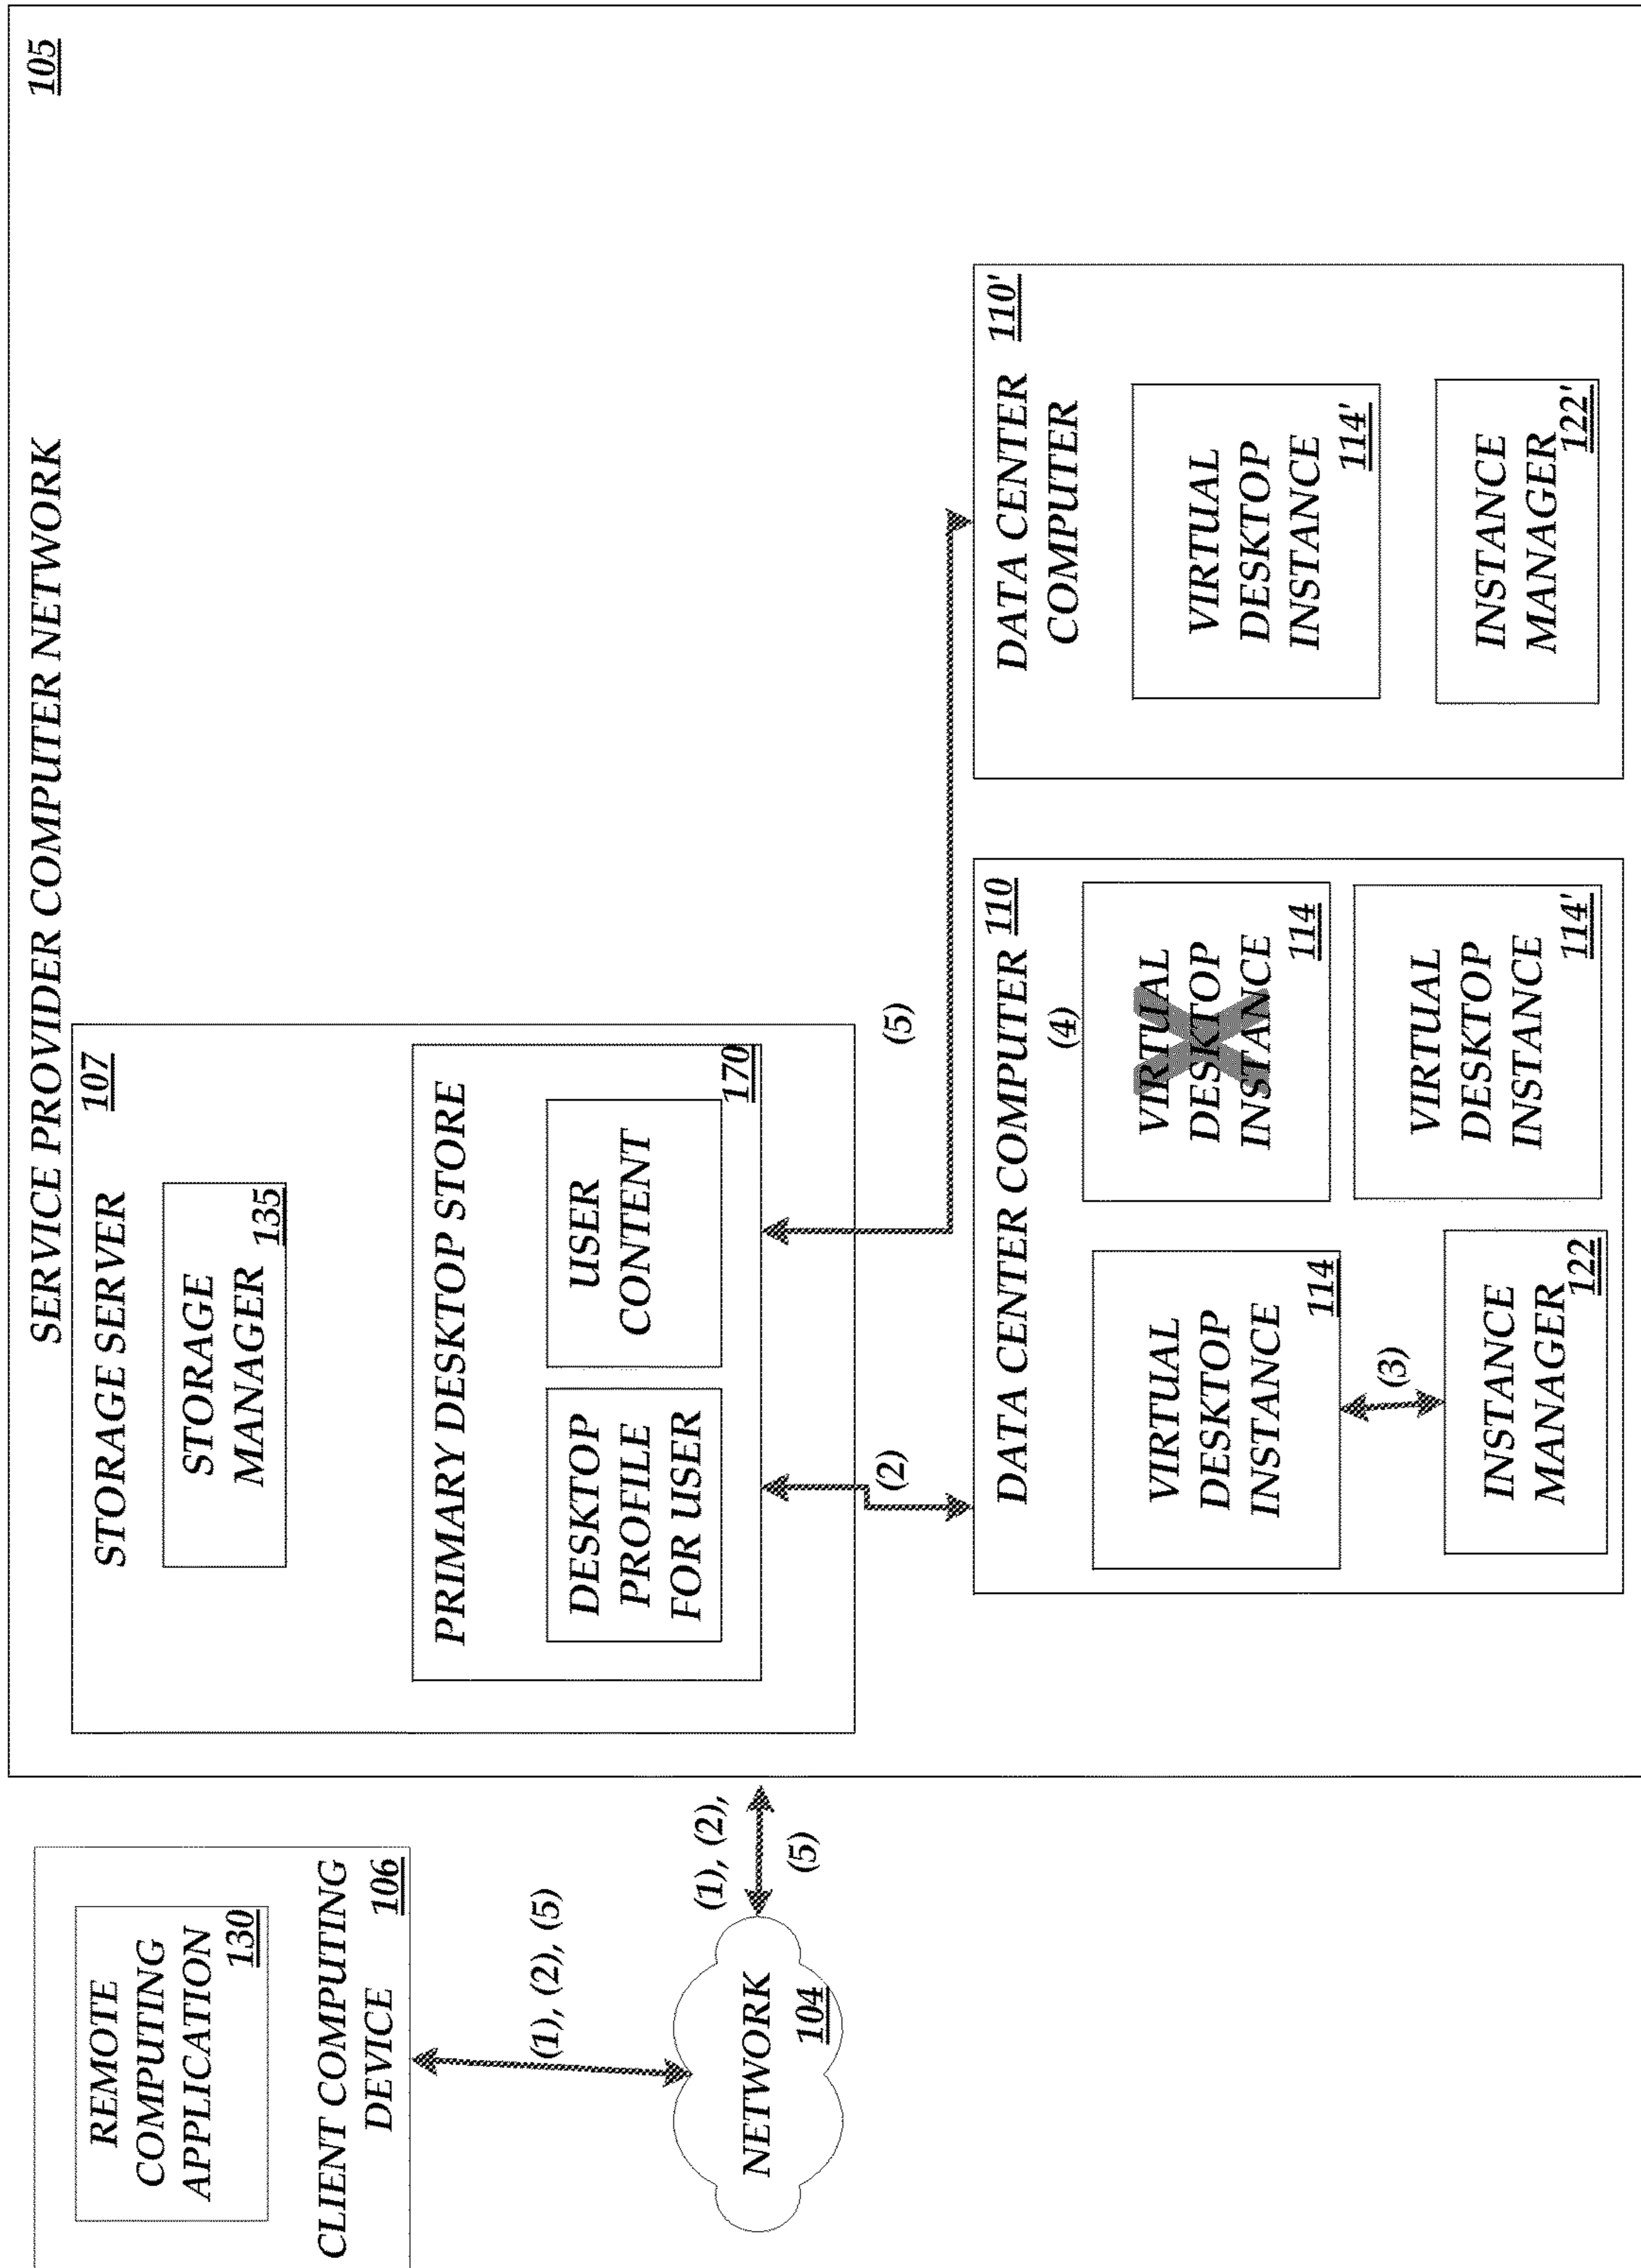 SERVICE PROVIDER COMPUTER NETWORK
105
REMOTE
COMPUTING
APPLICATION
130
CLIENT COMPUTING
DEVICE
106
(1), (2), (5)
NETWORK
104
(1), (2),
(5)
STORAGE SERVER
107
STORAGE
MANAGER
135
PRIMARY DESKTOP STORE
170
DESKTOP
PROFILE
FOR USER
USER
CONTENT
(2)
(5)
DATA CENTER COMPUTER
110
VIRTUAL
DESKTOP
INSTANCE
114
(3)
INSTANCE
MANAGER
122
(4)
VIRTUAL
DESKTOP
INSTANCE
114
VIRTUAL
DESKTOP
INSTANCE
114'
DATA CENTER
COMPUTER
110'
VIRTUAL
DESKTOP
INSTANCE
114'
INSTANCE
MANAGER
122'